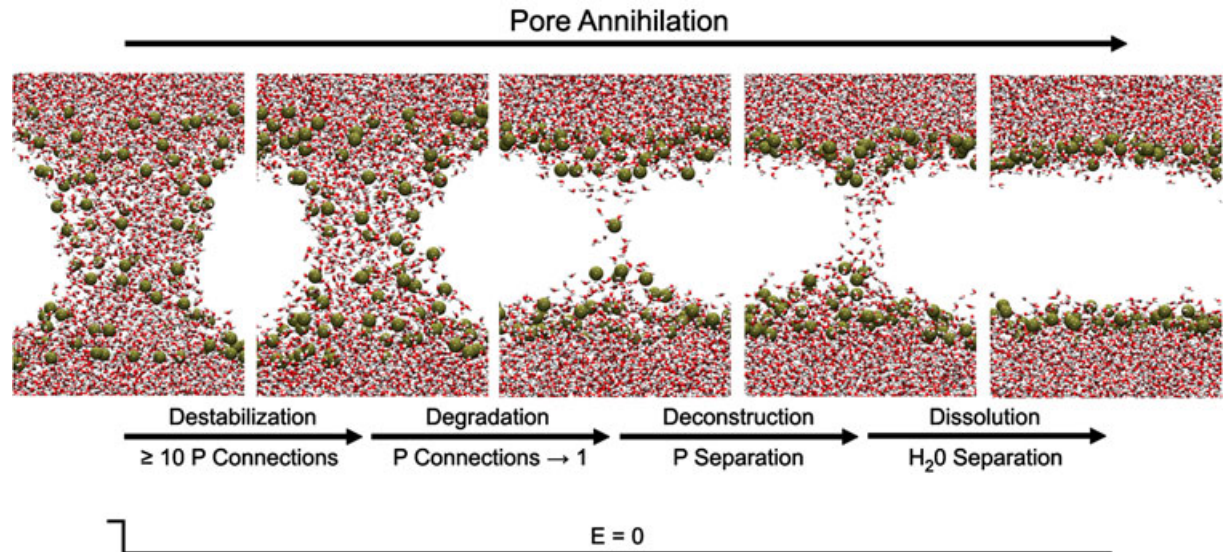 Pore Annihilation
Destabilization
≥ 10 P Connections
Degradation
P Connections → 1
Deconstruction
P Separation
Dissolution
H₂0 Separation
E = 0